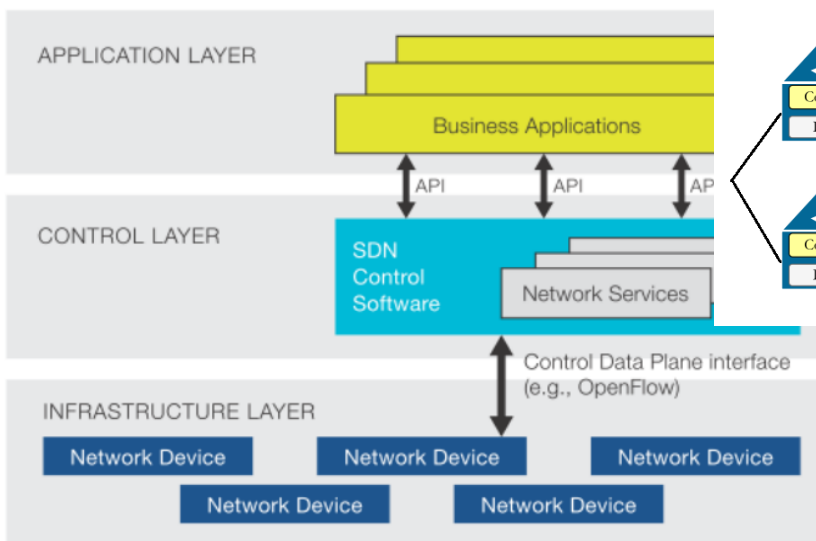 APPLICATION LAYER
Business Applications
API
API
CONTROL LAYER
SDN
Control
Software
Network Services
Control Data Plane interface
(e.g., OpenFlow)
INFRASTRUCTURE LAYER
Network Device
Network Device
Network Device
Network Device
Network Device